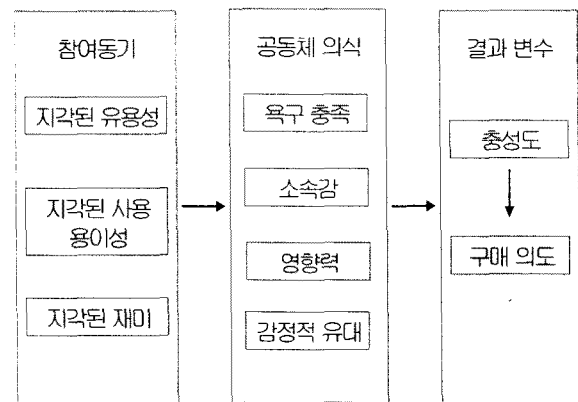 참여동기
지각된 유용성
지각된 사용
용이성
지각된 재미
공동체 의식
욕구 충족
소속감
영향력
감정적 유대
결과 변수
충성도
구매 의도